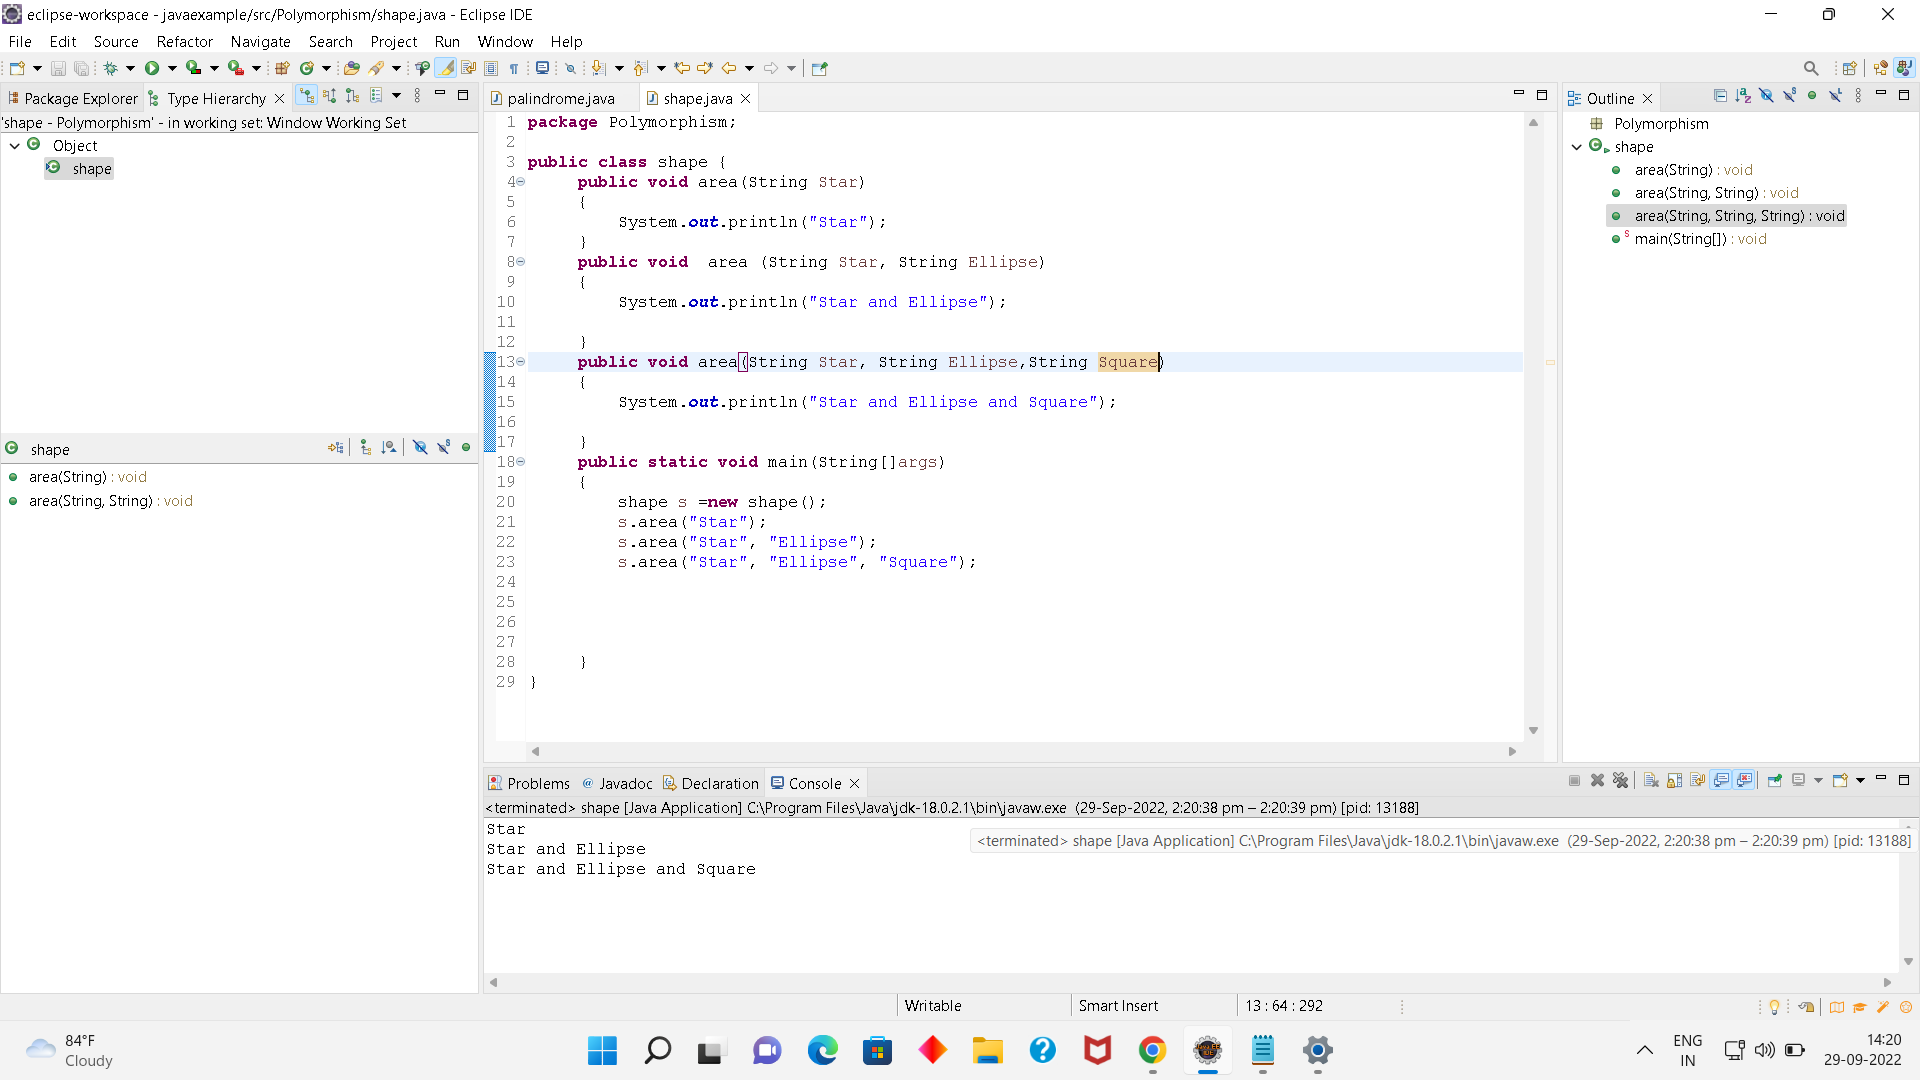 eclipse-workspace - javaexample/src/Polymorphism/shape.java - Eclipse IDE
File Edit Source Refactor Navigate Search Project Run Window Help
Package Explorer Type Hierarchy
'shape - Polymorphism' - in working set: Window Working Set
Object
shape
shape
area(String) : void
area(String, String) : void
palindrome.java shape.java
1 package Polymorphism;
2
3 public class shape {
4 public void area(String Star)
5 {
6 System.out.println("Star");
7 }
8 public void  area (String Star, String Ellipse)
9 {
10 System.out.println("Star and Ellipse");
11
12 }
13 public void area(String Star, String Ellipse,String Square)
14 {
15 System.out.println("Star and Ellipse and Square");
16
17 }
18 public static void main(String[]args)
19 {
20 shape s =new shape();
21 s.area("Star");
22 s.area("Star", "Ellipse");
23 s.area("Star", "Ellipse", "Square");
24
25
26
27
28 }
29 }
Outline
Polymorphism
shape
area(String) : void
area(String, String) : void
area(String, String, String) : void
main(String[]) : void
Problems @ Javadoc Declaration Console
<terminated> shape [Java Application] C:\Program Files\Java\jdk-18.0.2.1\bin\javaw.exe (29-Sep-2022, 2:20:38 pm – 2:20:39 pm) [pid: 13188]
Star
Star and Ellipse
Star and Ellipse and Square
<terminated> shape [Java Application] C:\Program Files\Java\jdk-18.0.2.1\bin\javaw.exe (29-Sep-2022, 2:20:38 pm – 2:20:39 pm) [pid: 13188]
Writable Smart Insert 13 : 64 : 292
84°F
Cloudy
ENG
IN
14:20
29-09-2022